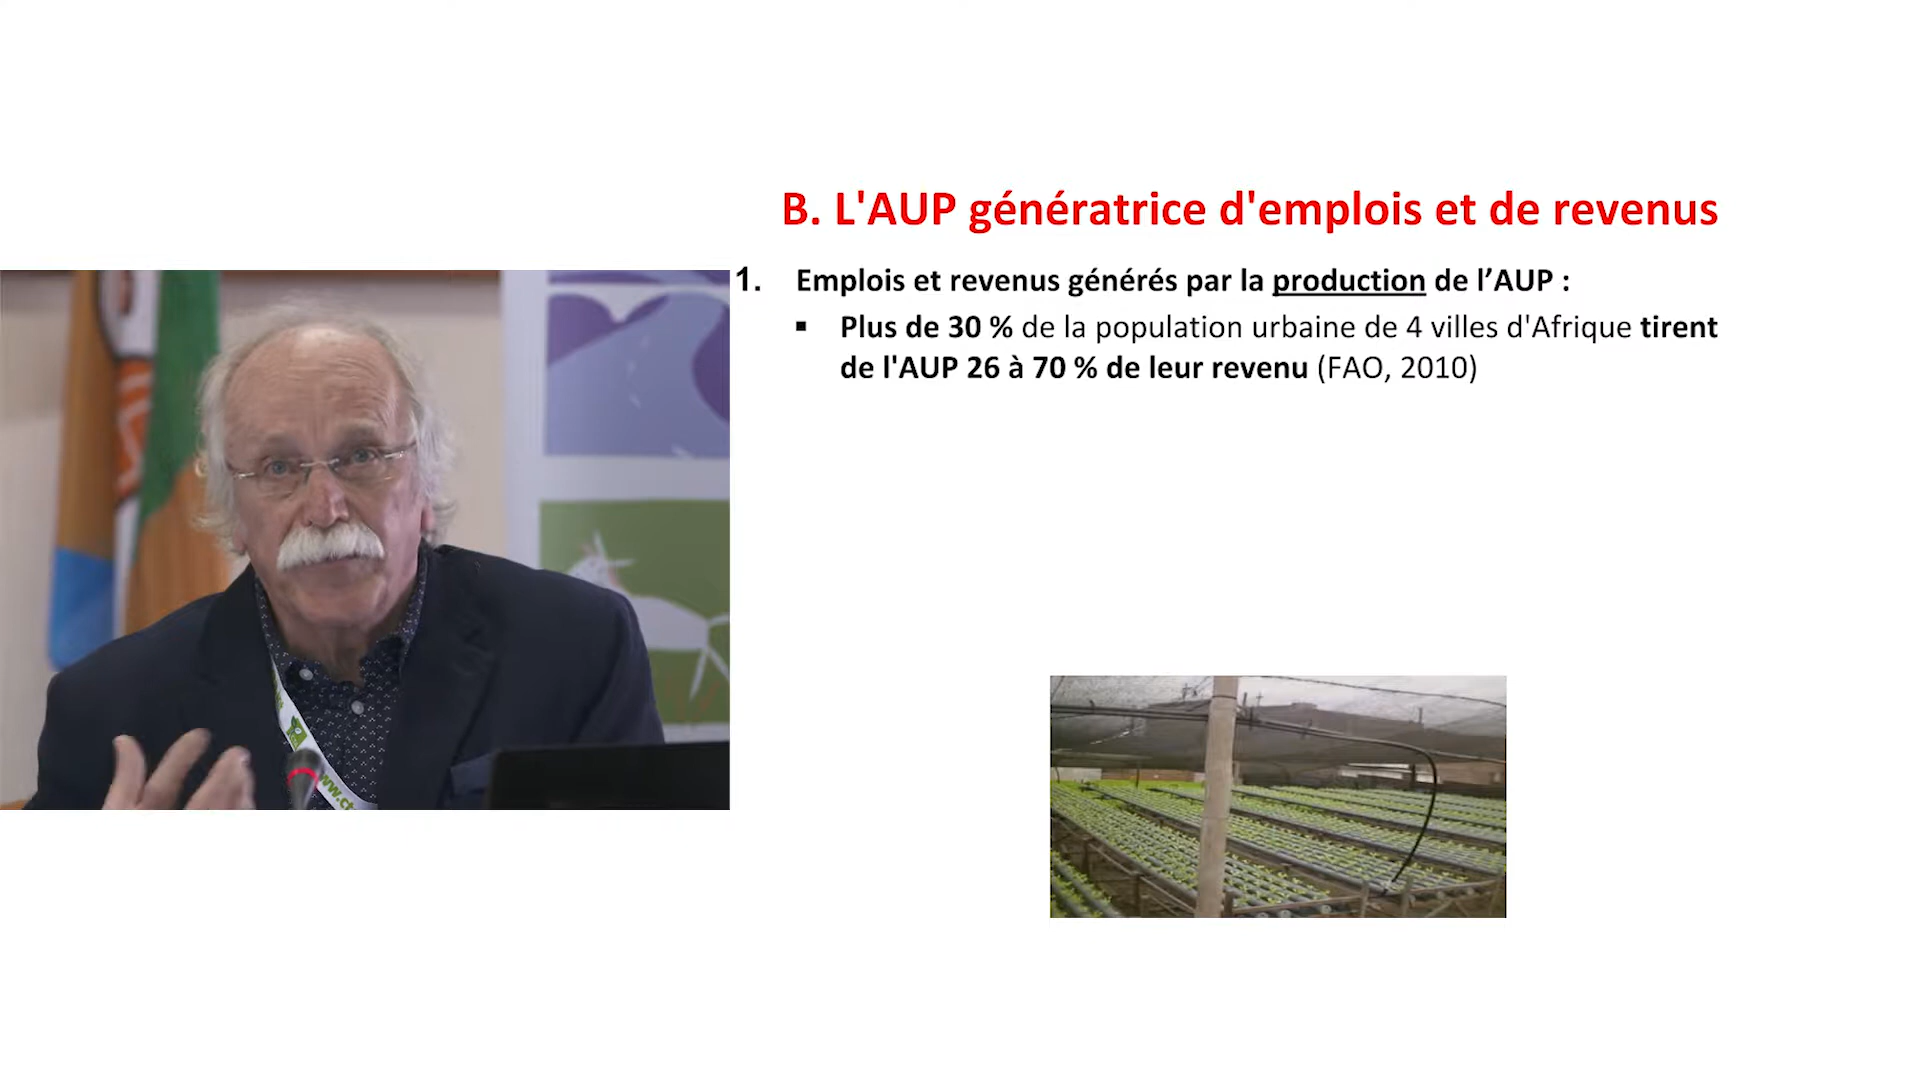 B. L'AUP génératrice d'emplois et de revenus
1. Emplois et revenus générés par la production de l’AUP :
▪ Plus de 30 % de la population urbaine de 4 villes d'Afrique tirent
de l'AUP 26 à 70 % de leur revenu (FAO, 2010)